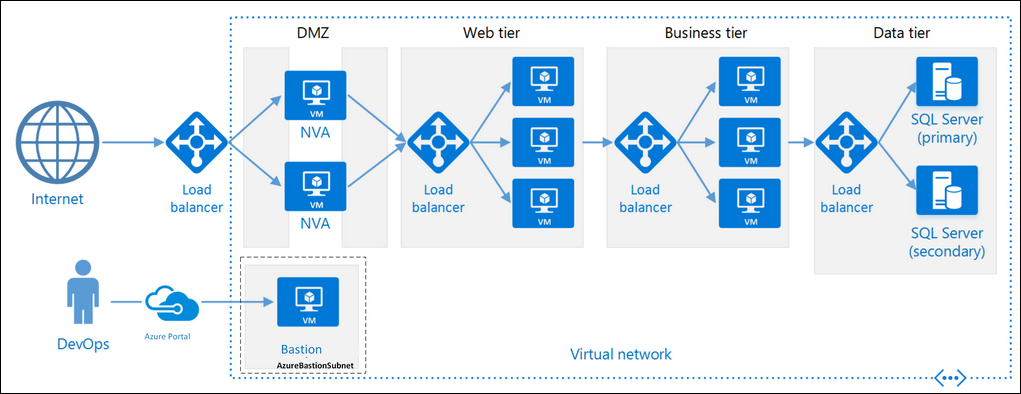 DMZ
Web tier
Business tier
Data tier
Internet
Load
balancer
VM
NVA
VM
NVA
Load
balancer
VM
VM
VM
Load
balancer
VM
VM
VM
Load
balancer
SQL Server
(primary)
SQL Server
(secondary)
DevOps
Azure Portal
VM
Bastion
AzureBastionSubnet
Virtual network